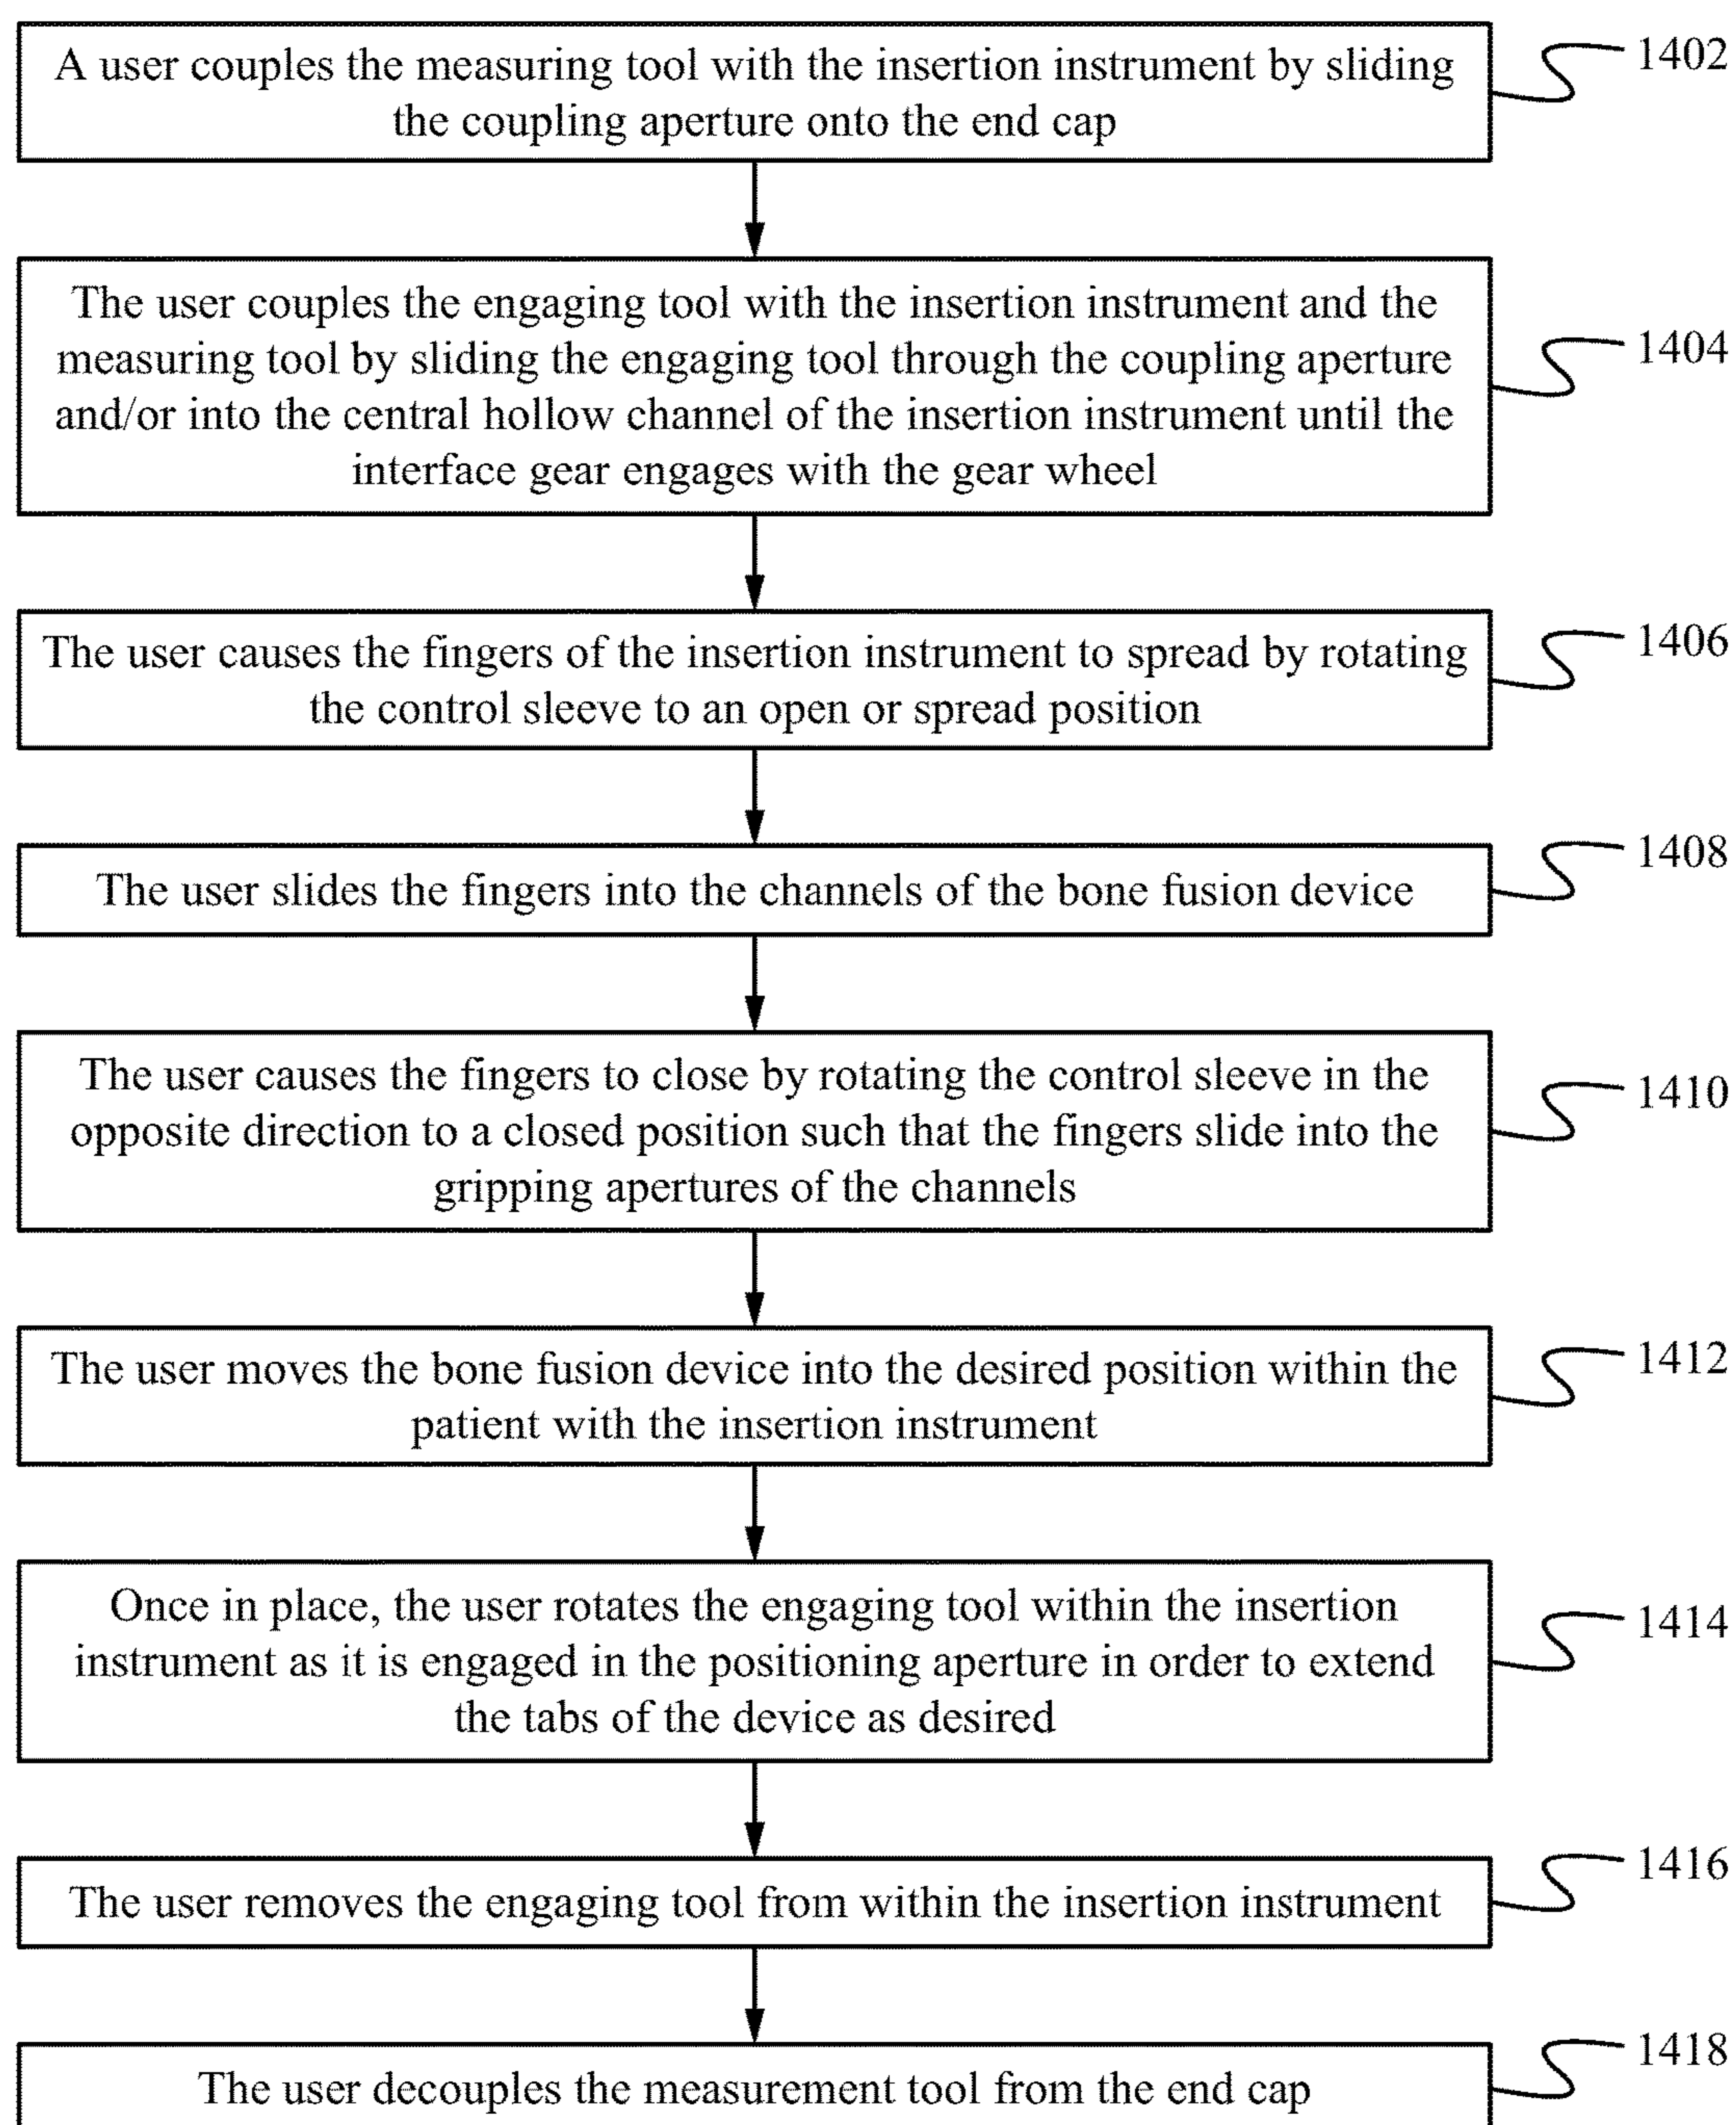 A user couples the measuring tool with the insertion instrument by sliding
the coupling aperture onto the end cap
1402
The user couples the engaging tool with the insertion instrument and the
measuring tool by sliding the engaging tool through the coupling aperture
and/or into the central hollow channel of the insertion instrument until the
interface gear engages with the gear wheel
1404
The user causes the fingers of the insertion instrument to spread by rotating
the control sleeve to an open or spread position
1406
The user slides the fingers into the channels of the bone fusion device
1408
The user causes the fingers to close by rotating the control sleeve in the
opposite direction to a closed position such that the fingers slide into the
gripping apertures of the channels
1410
The user moves the bone fusion device into the desired position within the
patient with the insertion instrument
1412
Once in place, the user rotates the engaging tool within the insertion
instrument as it is engaged in the positioning aperture in order to extend
the tabs of the device as desired
1414
The user removes the engaging tool from within the insertion instrument
1416
The user decouples the measurement tool from the end cap
1418